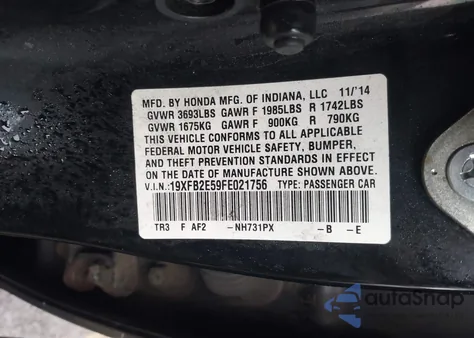 MFD. BY HONDA MFG. OF INDIANA, LLC 11/'14
GVWR 3693LBS GAWR F 1985LBS R 1742LBS
GVWR 1675KG GAWR F 900KG R 790KG
THIS VEHICLE CONFORMS TO ALL APPLICABLE
FEDERAL MOTOR VEHICLE SAFETY, BUMPER,
AND THEFT PREVENTION STANDARDS IN EFFECT
ON THE DATE OF MANUFACTURE SHOWN ABOVE.
V.I.N.:19XFB2E59FE021756 TYPE: PASSENGER CAR
TR3 F AF2 -NH731PX -B -E
autoSnap